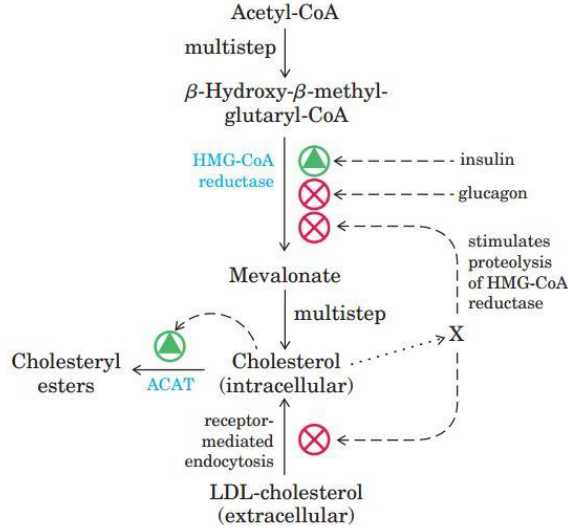 Acetyl-CoA
multistep
β-Hydroxy-β-methyl-
glutaryl-CoA
HMG-CoA
reductase
insulin
glucagon
stimulates
proteolysis
of HMG-CoA
reductase
Mevalonate
multistep
X
Cholesteryl
esters
ACAT
Cholesterol
(intracellular)
receptor-
mediated
endocytosis
LDL-cholesterol
(extracellular)